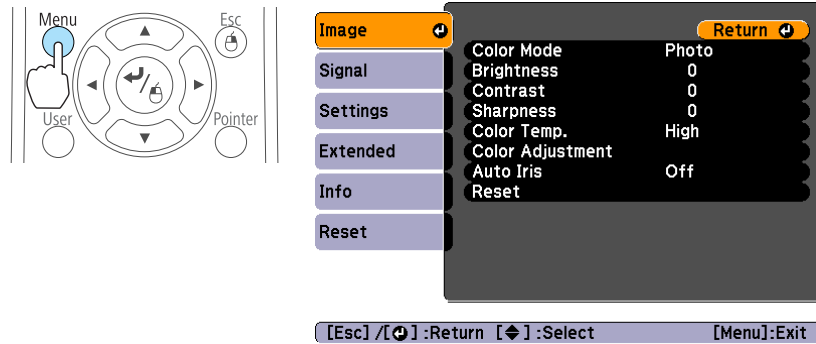 Menu
Esc
User
Pointer
Image
Signal
Settings
Extended
Info
Reset
Return
Color Mode Photo
Brightness 0
Contrast 0
Sharpness 0
Color Temp. High
Color Adjustment
Auto Iris Off
Reset
[Esc] /[ ] :Return [ ] :Select [Menu]:Exit